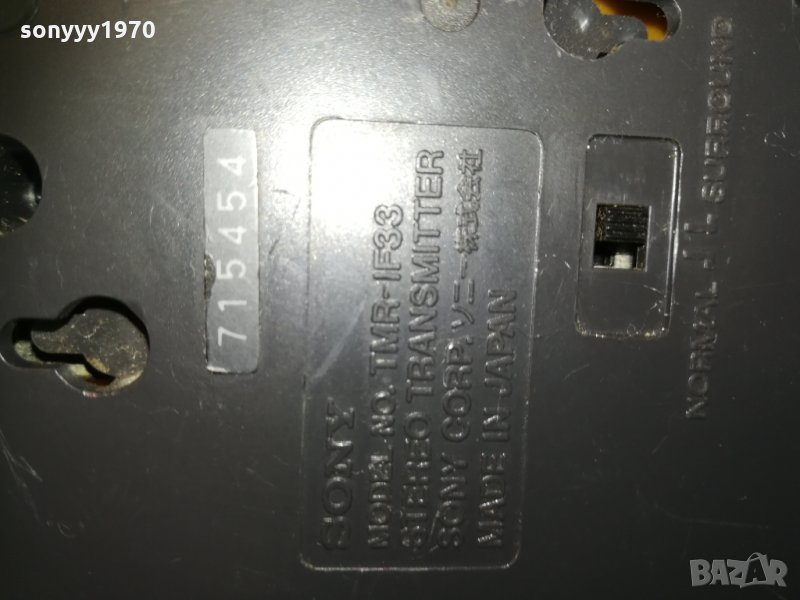 sonyyy1970
715454
SONY
MODEL NO. TMR-IF33
STEREO TRANSMITTER
SONY CORP. ソニー株式会社
MADE IN JAPAN
NORMAL SURROUND
BAZAR